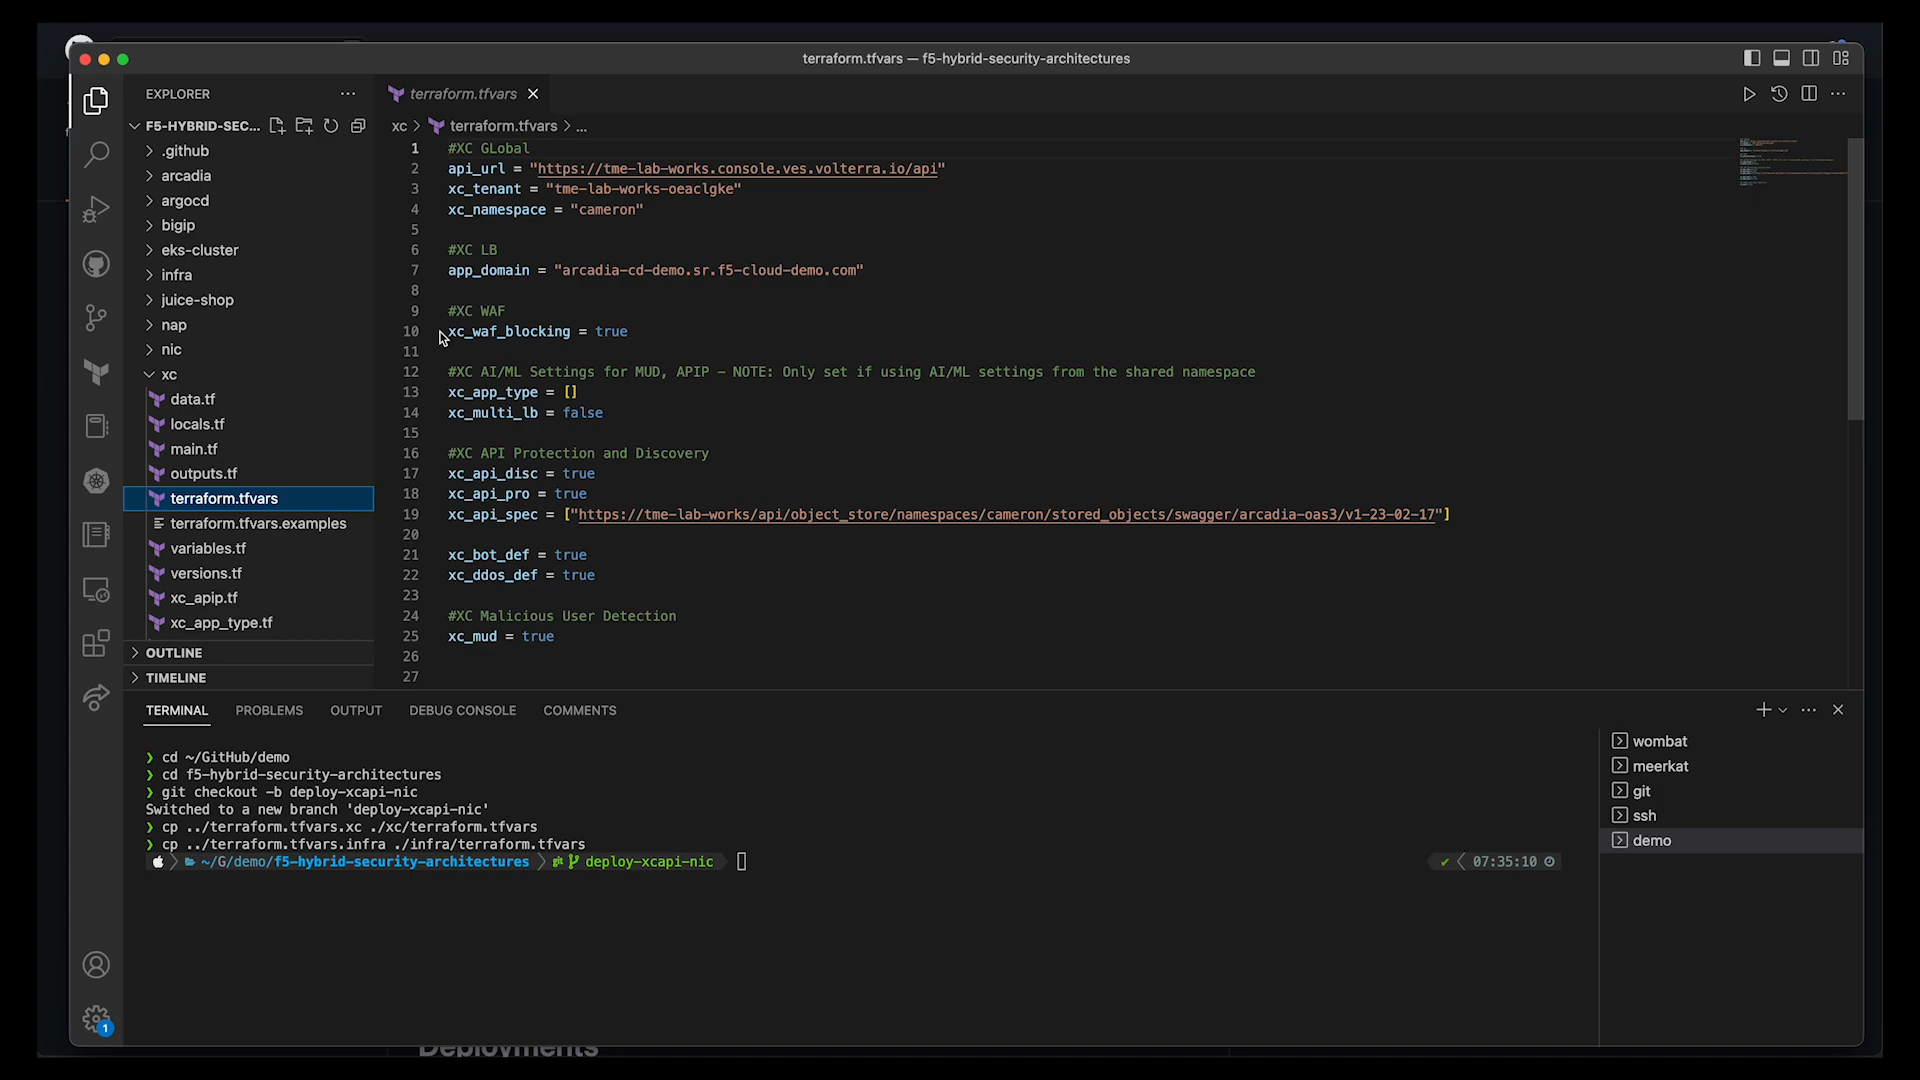 terraform.tfvars — f5-hybrid-security-architectures
EXPLORER
F5-HYBRID-SEC...
.github
arcadia
argocd
bigip
eks-cluster
infra
juice-shop
nap
nic
xc
data.tf
locals.tf
main.tf
outputs.tf
terraform.tfvars
terraform.tfvars.examples
variables.tf
versions.tf
xc_apip.tf
xc_app_type.tf
OUTLINE
TIMELINE
terraform.tfvars
xc > terraform.tfvars > ...
1 #XC GLobal
2 api_url = "https://tme-lab-works.console.ves.volterra.io/api"
3 xc_tenant = "tme-lab-works-oeaclgke"
4 xc_namespace = "cameron"
5
6 #XC LB
7 app_domain = "arcadia-cd-demo.sr.f5-cloud-demo.com"
8
9 #XC WAF
10 xc_waf_blocking = true
11
12 #XC AI/ML Settings for MUD, APIP - NOTE: Only set if using AI/ML settings from the shared namespace
13 xc_app_type = []
14 xc_multi_lb = false
15
16 #XC API Protection and Discovery
17 xc_api_disc = true
18 xc_api_pro = true
19 xc_api_spec = ["https://tme-lab-works/api/object_store/namespaces/cameron/stored_objects/swagger/arcadia-oas3/v1-23-02-17"]
20
21 xc_bot_def = true
22 xc_ddos_def = true
23
24 #XC Malicious User Detection
25 xc_mud = true
26
27
TERMINAL PROBLEMS OUTPUT DEBUG CONSOLE COMMENTS
❯ cd ~/GitHub/demo
❯ cd f5-hybrid-security-architectures
❯ git checkout -b deploy-xcapi-nic
Switched to a new branch 'deploy-xcapi-nic'
❯ cp ../terraform.tfvars.xc ./xc/terraform.tfvars
❯ cp ../terraform.tfvars.infra ./infra/terraform.tfvars
~/G/demo/f5-hybrid-security-architectures deploy-xcapi-nic
✔ 07:35:10
wombat
meerkat
git
ssh
demo
1
Deployments